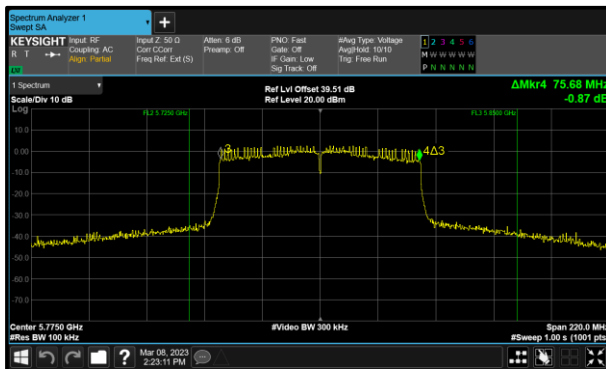 Spectrum Analyzer 1
Swept SA
KEYSIGHT
R T
Input: RF
Coupling: AC
Align: Partial
Input Z: 50 Ω
Corr CCorr
Freq Ref: Ext (S)
Atten: 6 dB
Preamp: Off
PNO: Fast
Gate: Off
IF Gain: Low
Sig Track: Off
#Avg Type: Voltage
Avg|Hold: 10/10
Trig: Free Run
1 2 3 4 5 6
M W W W W W
P N N N N N
1 Spectrum
Scale/Div 10 dB
Ref Lvl Offset 39.51 dB
Ref Level 20.00 dBm
ΔMkr4 75.68 MHz
-0.87 dB
Log
FL2 5.7250 GHz
FL3 5.8500 GHz
10.0
0.00
-10.0
-20.0
-30.0
-40.0
-50.0
-60.0
-70.0
3
4Δ3
Center 5.7750 GHz
#Res BW 100 kHz
#Video BW 300 kHz
Span 220.0 MHz
#Sweep 1.00 s (1001 pts)
?
Mar 08, 2023
2:23:11 PM